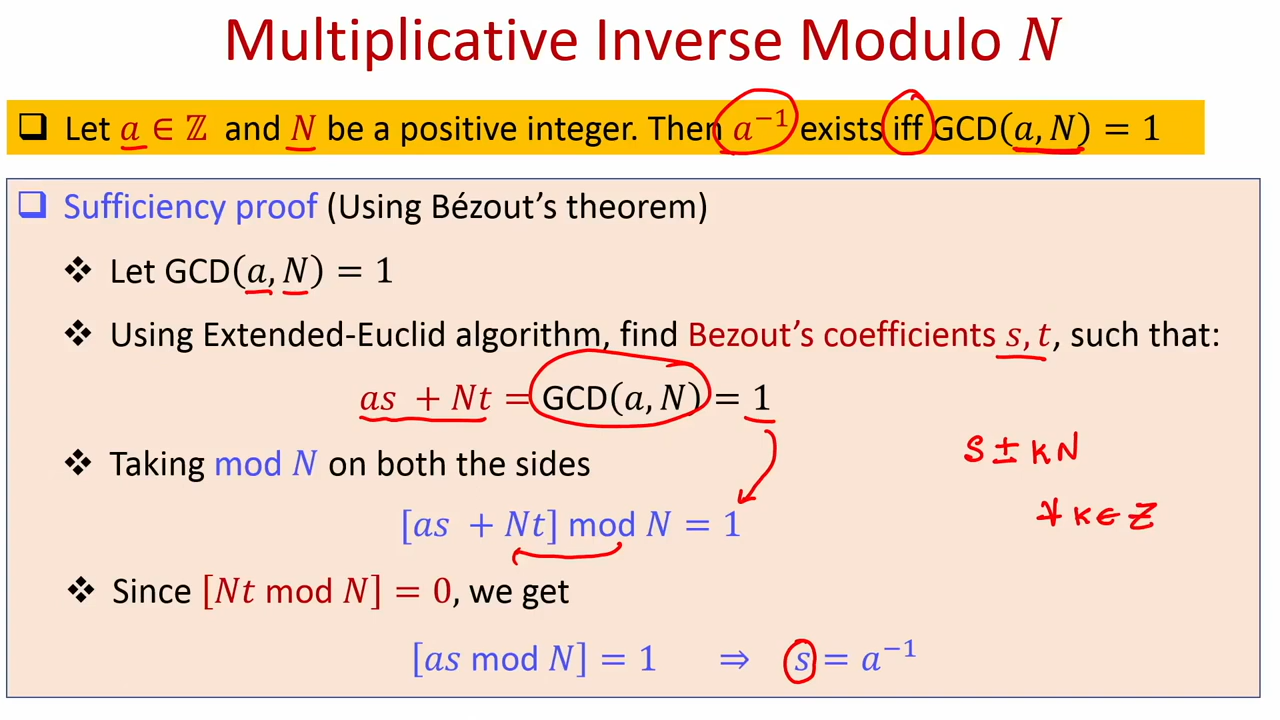 Multiplicative Inverse Modulo N
❑ Let a ∈ ℤ and N be a positive integer. Then a⁻¹ exists iff GCD(a, N) = 1
❑ Sufficiency proof (Using Bézout's theorem)
❖ Let GCD(a, N) = 1
❖ Using Extended-Euclid algorithm, find Bezout's coefficients s, t, such that:
as + Nt = GCD(a, N) = 1
❖ Taking mod N on both the sides
s ± kN
[as + Nt] mod N = 1
∀ k ∈ Z
❖ Since [Nt mod N] = 0, we get
[as mod N] = 1 ⇒ s = a⁻¹